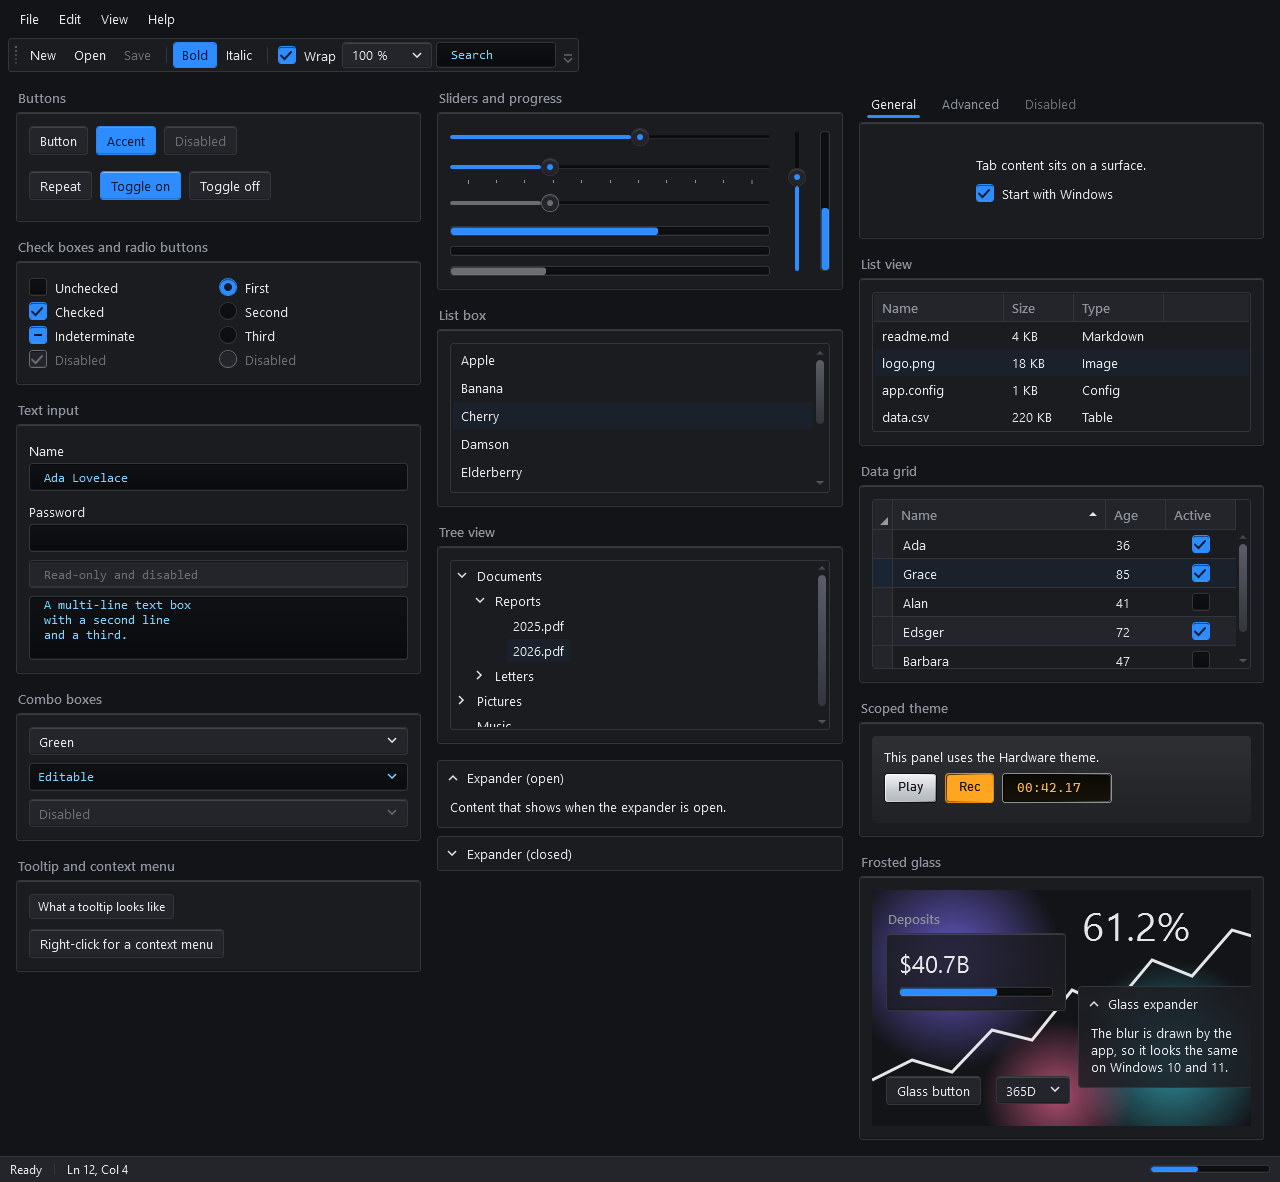 File Edit View Help
New Open Save Bold Italic Wrap 100 % Search
Buttons
Button Accent Disabled
Repeat Toggle on Toggle off
Check boxes and radio buttons
Unchecked First
Checked Second
Indeterminate Third
Disabled Disabled
Text input
Name
Ada Lovelace
Password
Read-only and disabled
A multi-line text box
with a second line
and a third.
Combo boxes
Green
Editable
Disabled
Tooltip and context menu
What a tooltip looks like
Right-click for a context menu
Sliders and progress
List box
Apple
Banana
Cherry
Damson
Elderberry
Tree view
Documents
Reports
2025.pdf
2026.pdf
Letters
Pictures
Music
Expander (open)
Content that shows when the expander is open.
Expander (closed)
General Advanced Disabled
Tab content sits on a surface.
Start with Windows
List view
Name Size Type
readme.md 4 KB Markdown
logo.png 18 KB Image
app.config 1 KB Config
data.csv 220 KB Table
Data grid
Name Age Active
Ada 36
Grace 85
Alan 41
Edsger 72
Barbara 47
Scoped theme
This panel uses the Hardware theme.
Play Rec 00:42.17
Frosted glass
Deposits
61.2%
$40.7B
Glass expander
The blur is drawn by the
app, so it looks the same
on Windows 10 and 11.
Glass button 365D
Ready Ln 12, Col 4